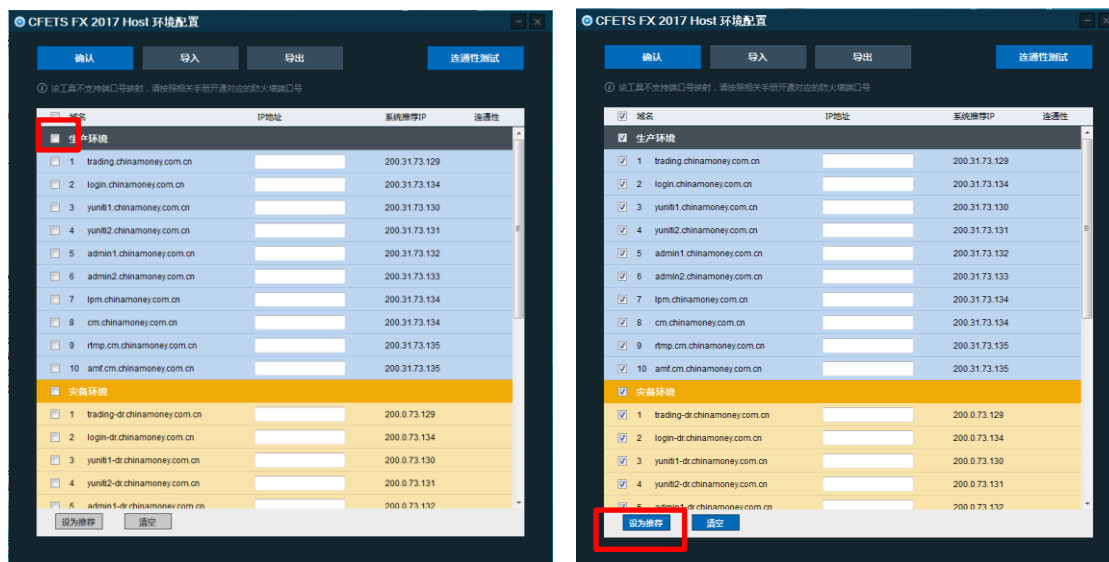 CFETS FX 2017 Host 环境配置
确认 导入 导出 连通性测试
该工具不支持端口号映射，请按照相关手册开通对应的防火墙端口号
域名 IP地址 系统推荐IP 连通性
生产环境
1 trading.chinamoney.com.cn 200.31.73.129
2 login.chinamoney.com.cn 200.31.73.134
3 yuniti1.chinamoney.com.cn 200.31.73.130
4 yuniti2.chinamoney.com.cn 200.31.73.131
5 admin1.chinamoney.com.cn 200.31.73.132
6 admin2.chinamoney.com.cn 200.31.73.133
7 lpm.chinamoney.com.cn 200.31.73.134
8 cm.chinamoney.com.cn 200.31.73.134
9 rtmp.cm.chinamoney.com.cn 200.31.73.135
10 amf.cm.chinamoney.com.cn 200.31.73.135
灾备环境
1 trading-dr.chinamoney.com.cn 200.0.73.129
2 login-dr.chinamoney.com.cn 200.0.73.134
3 yuniti1-dr.chinamoney.com.cn 200.0.73.130
4 yuniti2-dr.chinamoney.com.cn 200.0.73.131
5 admin1-dr.chinamoney.com.cn 200.0.73.132
设为推荐 清空
CFETS FX 2017 Host 环境配置
确认 导入 导出 连通性测试
该工具不支持端口号映射，请按照相关手册开通对应的防火墙端口号
域名 IP地址 系统推荐IP 连通性
生产环境
1 trading.chinamoney.com.cn 200.31.73.129
2 login.chinamoney.com.cn 200.31.73.134
3 yuniti1.chinamoney.com.cn 200.31.73.130
4 yuniti2.chinamoney.com.cn 200.31.73.131
5 admin1.chinamoney.com.cn 200.31.73.132
6 admin2.chinamoney.com.cn 200.31.73.133
7 lpm.chinamoney.com.cn 200.31.73.134
8 cm.chinamoney.com.cn 200.31.73.134
9 rtmp.cm.chinamoney.com.cn 200.31.73.135
10 amf.cm.chinamoney.com.cn 200.31.73.135
灾备环境
1 trading-dr.chinamoney.com.cn 200.0.73.129
2 login-dr.chinamoney.com.cn 200.0.73.134
3 yuniti1-dr.chinamoney.com.cn 200.0.73.130
4 yuniti2-dr.chinamoney.com.cn 200.0.73.131
5 admin1-dr.chinamoney.com.cn 200.0.73.132
设为推荐 清空